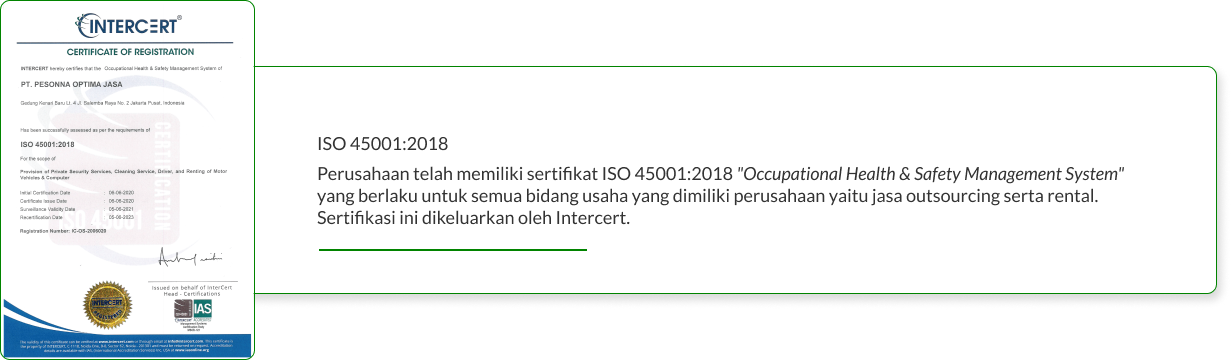 INTERCERT®
CERTIFICATE OF REGISTRATION
INTERCERT hereby certifies that the Occupational Health & Safety Management System of
PT. PESONNA OPTIMA JASA
Gedung Kenari Baru Lt. 4 Jl. Salemba Raya No. 2 Jakarta Pusat, Indonesia
Has been successfully assessed as per the requirements of
ISO 45001:2018
For the scope of
Provision of Private Security Services, Cleaning Service, Driver, and Renting of Motor
Vehicles & Computer
Initial Certification Date : 06-06-2020
Certificate Issue Date : 06-06-2020
Surveillance Validity Date : 05-06-2021
Recertification Date : 05-06-2023
Registration Number: IC-OS-2006020
CERTIFICATION
ISO 45001
Issued on behalf of InterCert
Head - Certifications
INTERCERT
IAS
ISO 45001:2018
Perusahaan telah memiliki sertifikat ISO 45001:2018 "Occupational Health & Safety Management System"
yang berlaku untuk semua bidang usaha yang dimiliki perusahaan yaitu jasa outsourcing serta rental.
Sertifikasi ini dikeluarkan oleh Intercert.